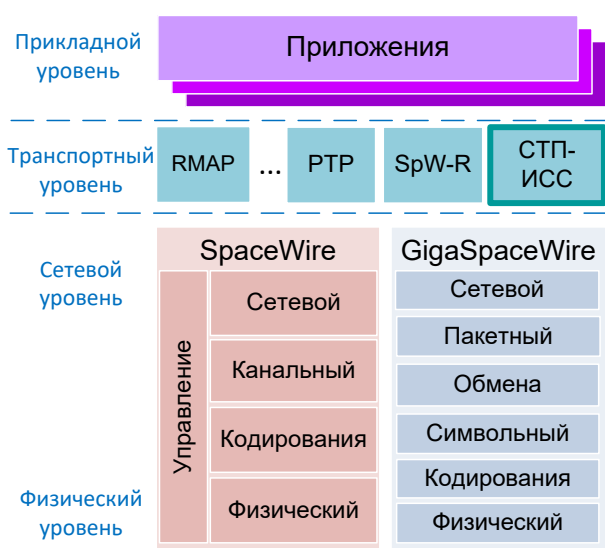 Прикладной
уровень
Приложения
Транспортный
уровень
RMAP
...
PTP
SpW-R
СТП-
ИСС
Сетевой
уровень
Физический
уровень
SpaceWire
Управление
Сетевой
Канальный
Кодирования
Физический
GigaSpaceWire
Сетевой
Пакетный
Обмена
Символьный
Кодирования
Физический